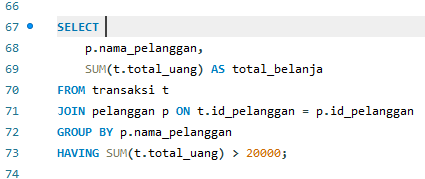 66
67 SELECT
68 p.nama_pelanggan,
69 SUM(t.total_uang) AS total_belanja
70 FROM transaksi t
71 JOIN pelanggan p ON t.id_pelanggan = p.id_pelanggan
72 GROUP BY p.nama_pelanggan
73 HAVING SUM(t.total_uang) > 20000;
74